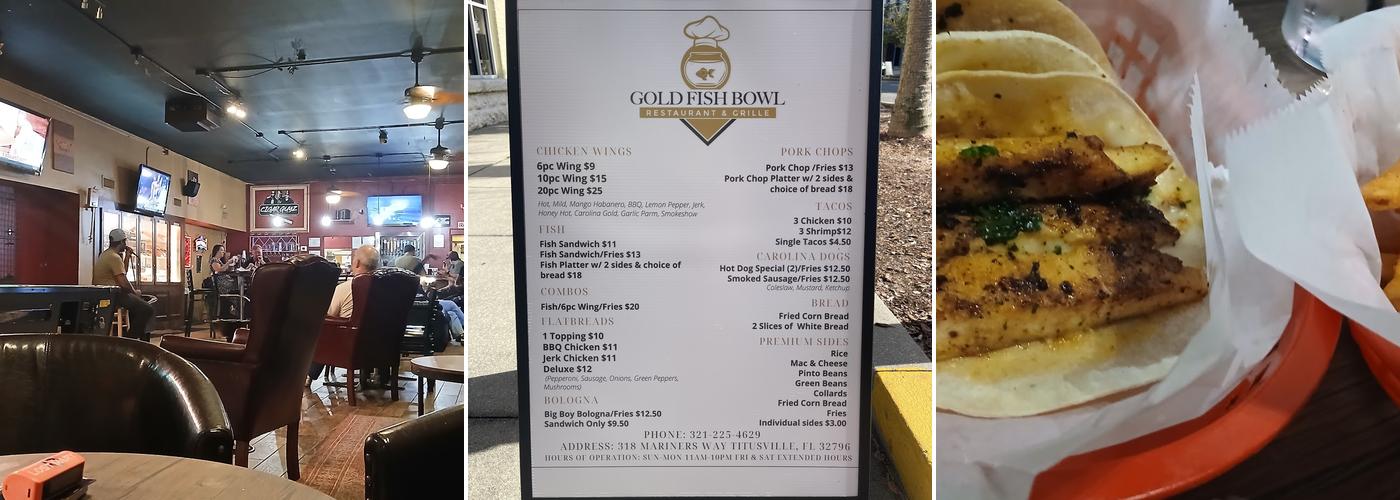 CIGAR GUYZ
GOLD FISH BOWL
RESTAURANT & GRILLE
CHICKEN WINGS
6pc Wing $9
10pc Wing $15
20pc Wing $25
Hot, Mild, Mango Habanero, BBQ, Lemon Pepper, Jerk,
Honey Hot, Carolina Gold, Garlic Parm, Smokeshow
FISH
Fish Sandwich $11
Fish Sandwich/Fries $13
Fish Platter w/ 2 sides & choice of
bread $18
COMBOS
Fish/6pc Wing/Fries $20
FLATBREADS
1 Topping $10
BBQ Chicken $11
Jerk Chicken $11
Deluxe $12
(Pepperoni, Sausage, Onions, Green Peppers,
Mushrooms)
BOLOGNA
Big Boy Bologna/Fries $12.50
Sandwich Only $9.50
PORK CHOPS
Pork Chop /Fries $13
Pork Chop Platter w/ 2 sides &
choice of bread $18
TACOS
3 Chicken $10
3 Shrimp$12
Single Tacos $4.50
CAROLINA DOGS
Hot Dog Special (2)/Fries $12.50
Smoked Sausage/Fries $12.50
Coleslaw, Mustard, Ketchup
BREAD
Fried Corn Bread
2 Slices of White Bread
PREMIUM SIDES
Rice
Mac & Cheese
Pinto Beans
Green Beans
Collards
Fried Corn Bread
Fries
Individual sides $3.00
PHONE: 321-225-4629
ADDRESS: 318 MARINERS WAY TITUSVILLE, FL 32796
HOURS OF OPERATION: SUN-MON 11AM-10PM FRI & SAT EXTENDED HOURS